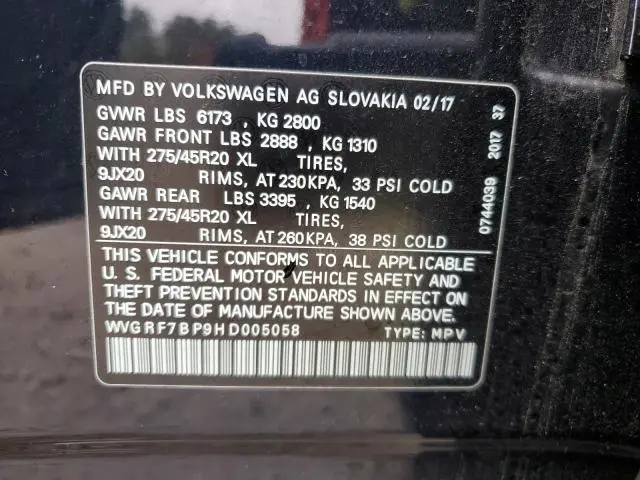 MFD BY VOLKSWAGEN AG SLOVAKIA 02/17
GVWR LBS 6173 , KG 2800
GAWR FRONT LBS 2888 , KG 1310
WITH 275/45R20 XL TIRES,
9JX20 RIMS, AT 230KPA, 33 PSI COLD
GAWR REAR LBS 3395 , KG 1540
WITH 275/45R20 XL TIRES,
9JX20 RIMS, AT 260KPA, 38 PSI COLD
THIS VEHICLE CONFORMS TO ALL APPLICABLE
U. S. FEDERAL MOTOR VEHICLE SAFETY AND
THEFT PREVENTION STANDARDS IN EFFECT ON
THE DATE OF MANUFACTURE SHOWN ABOVE.
WVGRF7BP9HD005058 TYPE: MPV
0744039 2017 37